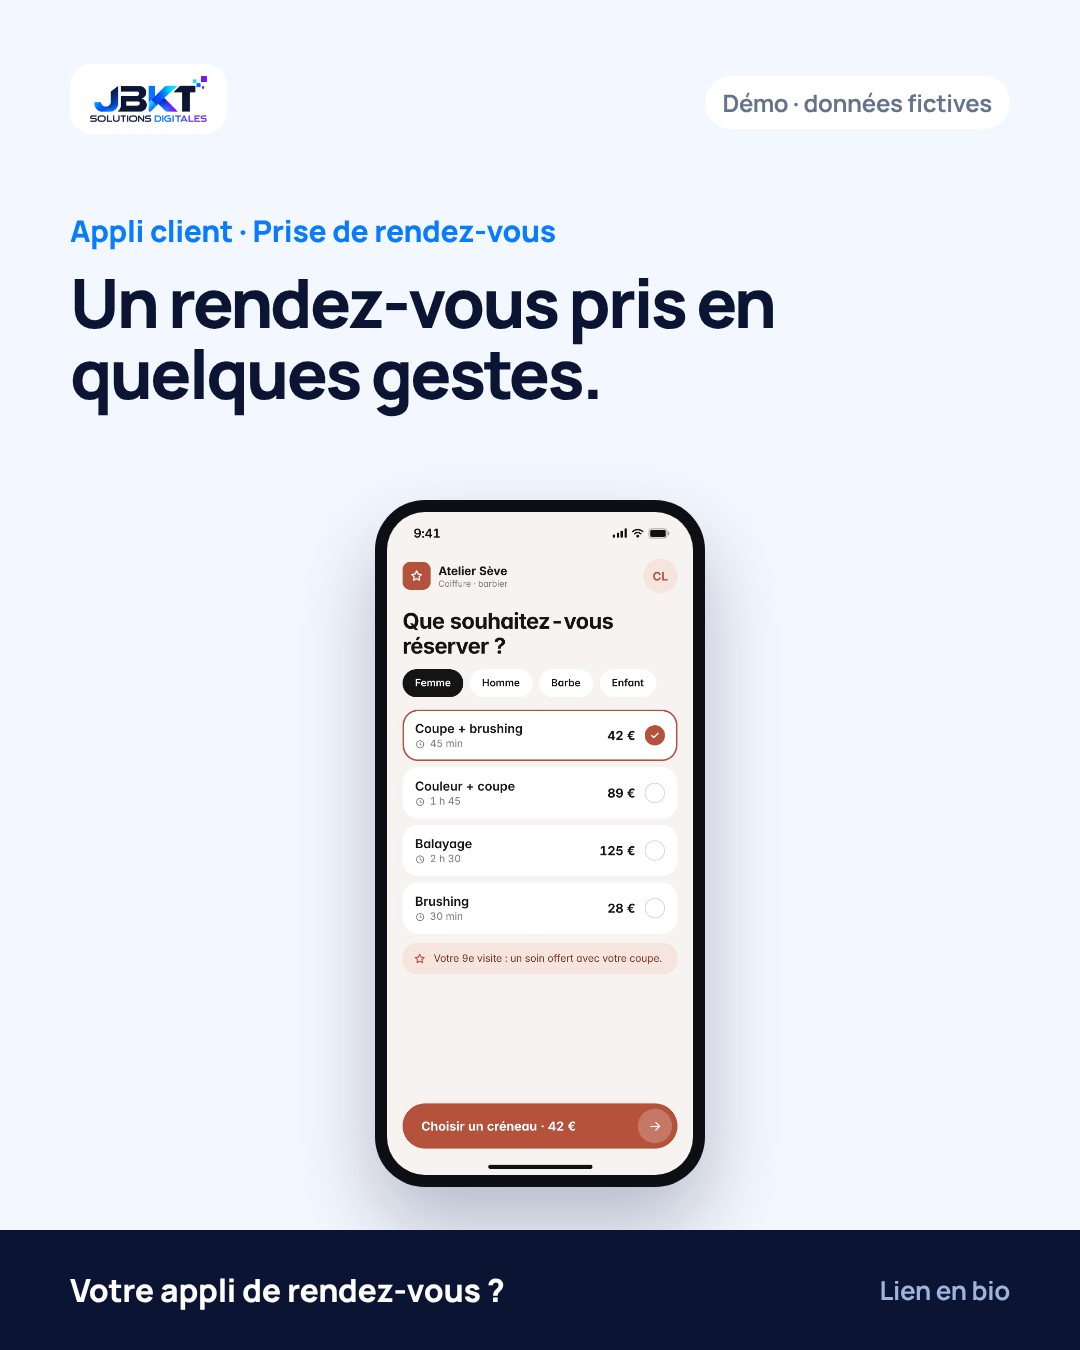 JBKT
SOLUTIONS DIGITALES
Démo · données fictives
Appli client · Prise de rendez-vous
Un rendez-vous pris en
quelques gestes.
9:41
Atelier Sève
Coiffure · barbier
CL
Que souhaitez-vous
réserver ?
Femme
Homme
Barbe
Enfant
Coupe + brushing
45 min
42 €
Couleur + coupe
1 h 45
89 €
Balayage
2 h 30
125 €
Brushing
30 min
28 €
Votre 9e visite : un soin offert avec votre coupe.
Choisir un créneau · 42 €
Votre appli de rendez-vous ?
Lien en bio